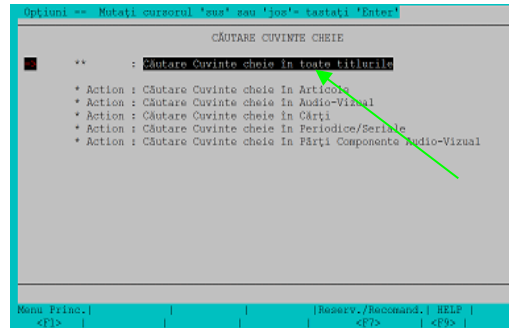 Opţiuni -- Mutaţi cursorul 'sus' sau 'jos'- tastaţi 'Enter'
CĂUTARE CUVINTE CHEIE
** : Căutare Cuvinte cheie în toate titlurile
* Action : Căutare Cuvinte cheie în Articole
* Action : Căutare Cuvinte cheie în Audio-Vizual
* Action : Căutare Cuvinte cheie în Cărţi
* Action : Căutare Cuvinte cheie în Periodice/Seriale
* Action : Căutare Cuvinte cheie în Părţi Componente Audio-Vizual
Menu Princ.| | | |Reserv./Recomand.| HELP |
<F1> | | | | <F7> | <F9> |